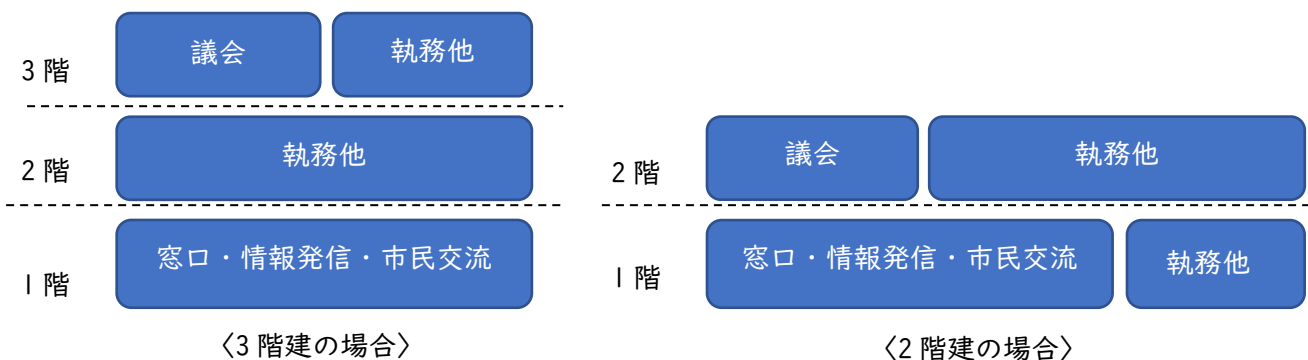 3階
議会
執務他
2階
執務他
1階
窓口・情報発信・市民交流
〈3階建の場合〉
2階
議会
執務他
1階
窓口・情報発信・市民交流
執務他
〈2階建の場合〉